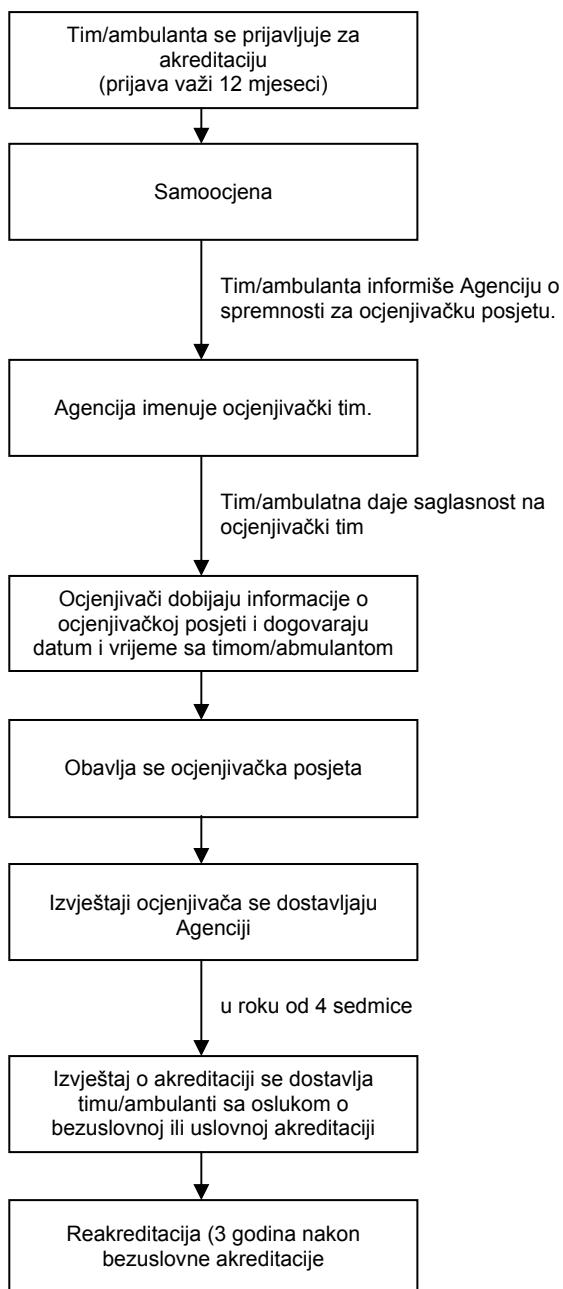 Tim/ambulanta se prijavljuje za
akreditaciju
(prijava važi 12 mjeseci)
Samoocjena
Tim/ambulanta informiše Agenciju o
spremnosti za ocjenjivačku posjetu.
Agencija imenuje ocjenjivački tim.
Tim/ambulatna daje saglasnost na
ocjenjivački tim
Ocjenjivači dobijaju informacije o
ocjenjivačkoj posjeti i dogovaraju
datum i vrijeme sa timom/abmulantom
Obavlja se ocjenjivačka posjeta
Izvještaji ocjenjivača se dostavljaju
Agenciji
u roku od 4 sedmice
Izvještaj o akreditaciji se dostavlja
timu/ambulanti sa oslukom o
bezuslovnoj ili uslovnoj akreditaciji
Reakreditacija (3 godina nakon
bezuslovne akreditacije